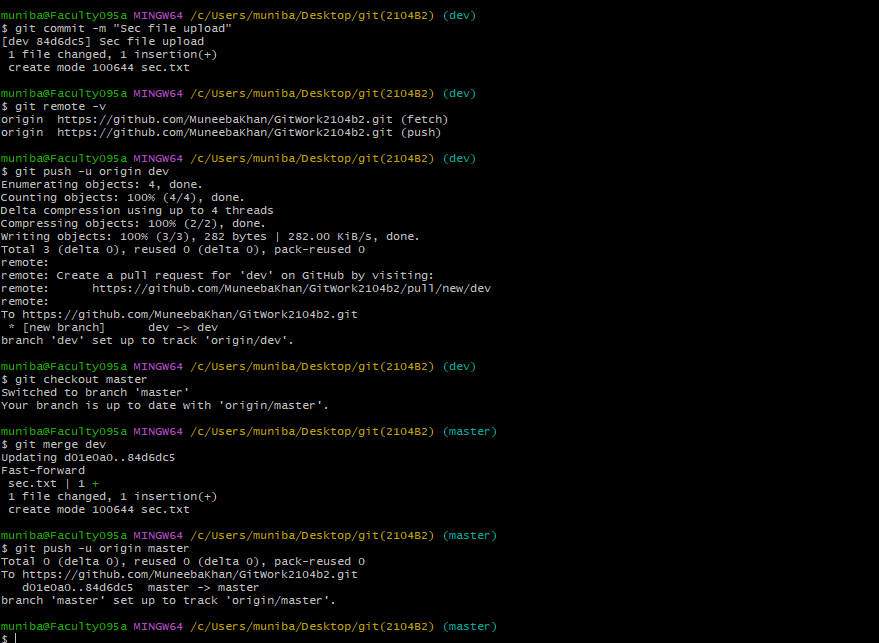 muniba@Faculty095a MINGW64 /c/Users/muniba/Desktop/git(2104B2) (dev)
$ git commit -m "Sec file upload"
[dev 84d6dc5] Sec file upload
 1 file changed, 1 insertion(+)
 create mode 100644 sec.txt

muniba@Faculty095a MINGW64 /c/Users/muniba/Desktop/git(2104B2) (dev)
$ git remote -v
origin  https://github.com/MuneebaKhan/GitWork2104b2.git (fetch)
origin  https://github.com/MuneebaKhan/GitWork2104b2.git (push)

muniba@Faculty095a MINGW64 /c/Users/muniba/Desktop/git(2104B2) (dev)
$ git push -u origin dev
Enumerating objects: 4, done.
Counting objects: 100% (4/4), done.
Delta compression using up to 4 threads
Compressing objects: 100% (2/2), done.
Writing objects: 100% (3/3), 282 bytes | 282.00 KiB/s, done.
Total 3 (delta 0), reused 0 (delta 0), pack-reused 0
remote:
remote: Create a pull request for 'dev' on GitHub by visiting:
remote:      https://github.com/MuneebaKhan/GitWork2104b2/pull/new/dev
remote:
To https://github.com/MuneebaKhan/GitWork2104b2.git
 * [new branch]      dev -> dev
branch 'dev' set up to track 'origin/dev'.

muniba@Faculty095a MINGW64 /c/Users/muniba/Desktop/git(2104B2) (dev)
$ git checkout master
Switched to branch 'master'
Your branch is up to date with 'origin/master'.

muniba@Faculty095a MINGW64 /c/Users/muniba/Desktop/git(2104B2) (master)
$ git merge dev
Updating d01e0a0..84d6dc5
Fast-forward
 sec.txt | 1 +
 1 file changed, 1 insertion(+)
 create mode 100644 sec.txt

muniba@Faculty095a MINGW64 /c/Users/muniba/Desktop/git(2104B2) (master)
$ git push -u origin master
Total 0 (delta 0), reused 0 (delta 0), pack-reused 0
To https://github.com/MuneebaKhan/GitWork2104b2.git
   d01e0a0..84d6dc5  master -> master
branch 'master' set up to track 'origin/master'.

muniba@Faculty095a MINGW64 /c/Users/muniba/Desktop/git(2104B2) (master)
$